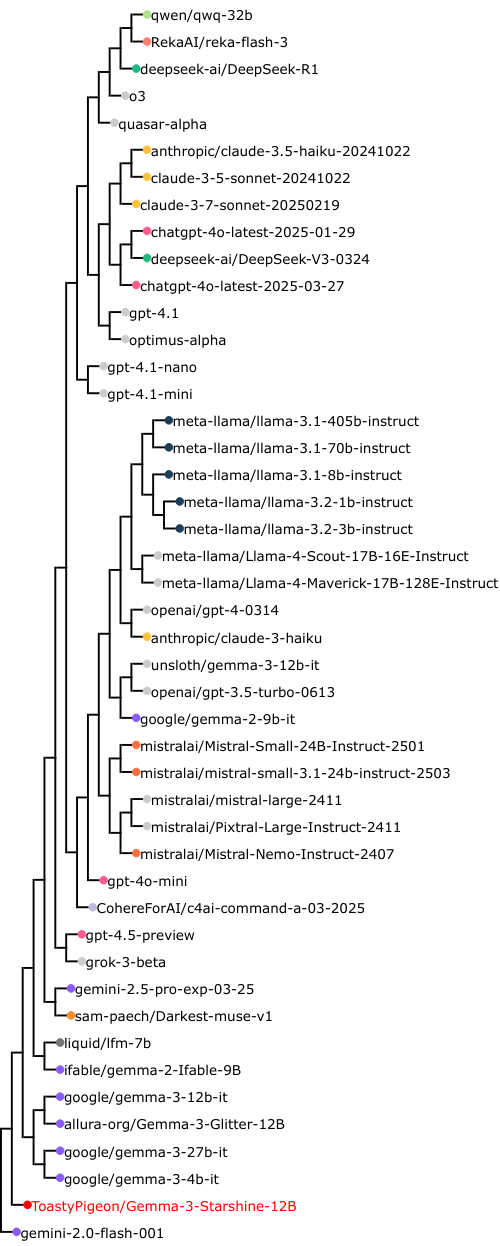 qwen/qwq-32b
RekaAI/reka-flash-3
deepseek-ai/DeepSeek-R1
o3
quasar-alpha
anthropic/claude-3.5-haiku-20241022
claude-3-5-sonnet-20241022
claude-3-7-sonnet-20250219
chatgpt-4o-latest-2025-01-29
deepseek-ai/DeepSeek-V3-0324
chatgpt-4o-latest-2025-03-27
gpt-4.1
optimus-alpha
gpt-4.1-nano
gpt-4.1-mini
meta-llama/llama-3.1-405b-instruct
meta-llama/llama-3.1-70b-instruct
meta-llama/llama-3.1-8b-instruct
meta-llama/llama-3.2-1b-instruct
meta-llama/llama-3.2-3b-instruct
meta-llama/Llama-4-Scout-17B-16E-Instruct
meta-llama/Llama-4-Maverick-17B-128E-Instruct
openai/gpt-4-0314
anthropic/claude-3-haiku
unsloth/gemma-3-12b-it
openai/gpt-3.5-turbo-0613
google/gemma-2-9b-it
mistralai/Mistral-Small-24B-Instruct-2501
mistralai/mistral-small-3.1-24b-instruct-2503
mistralai/mistral-large-2411
mistralai/Pixtral-Large-Instruct-2411
mistralai/Mistral-Nemo-Instruct-2407
gpt-4o-mini
CohereForAI/c4ai-command-a-03-2025
gpt-4.5-preview
grok-3-beta
gemini-2.5-pro-exp-03-25
sam-paech/Darkest-muse-v1
liquid/lfm-7b
ifable/gemma-2-Ifable-9B
google/gemma-3-12b-it
allura-org/Gemma-3-Glitter-12B
google/gemma-3-27b-it
google/gemma-3-4b-it
ToastyPigeon/Gemma-3-Starshine-12B
gemini-2.0-flash-001